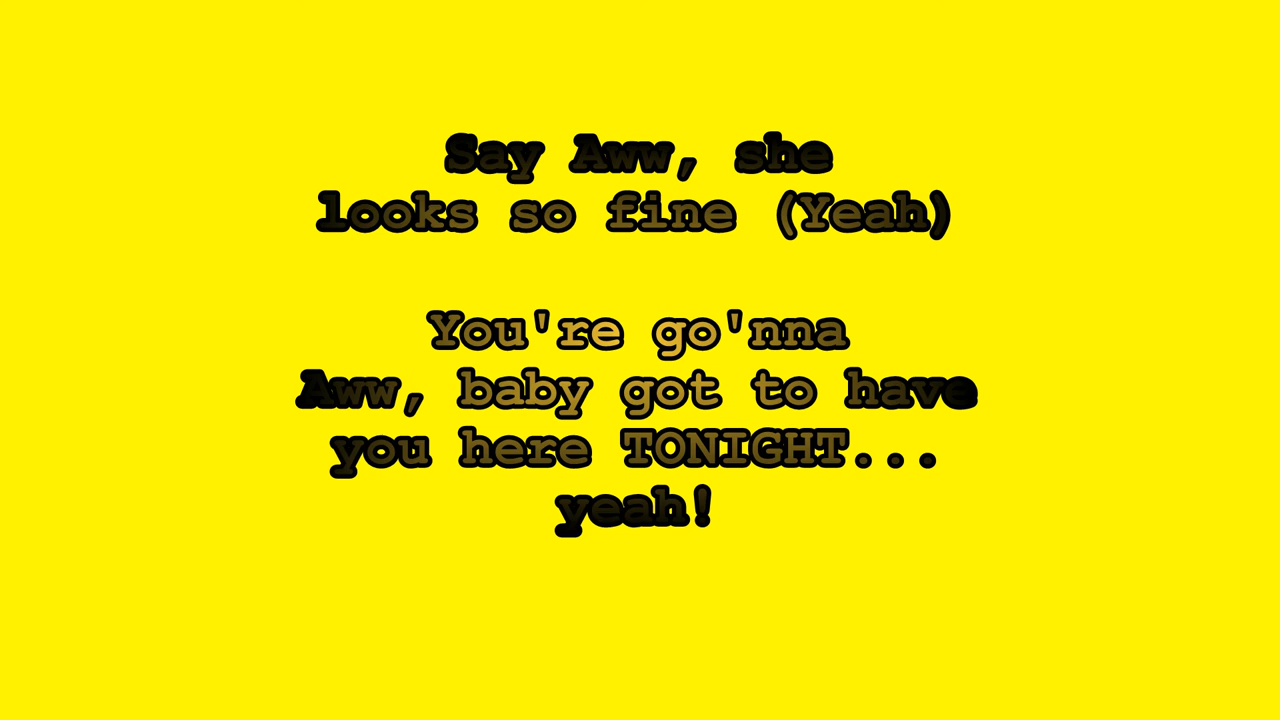 Say Aww, she
looks so fine (Yeah)
You're go'nna
Aww, baby got to have
you here TONIGHT...
yeah!